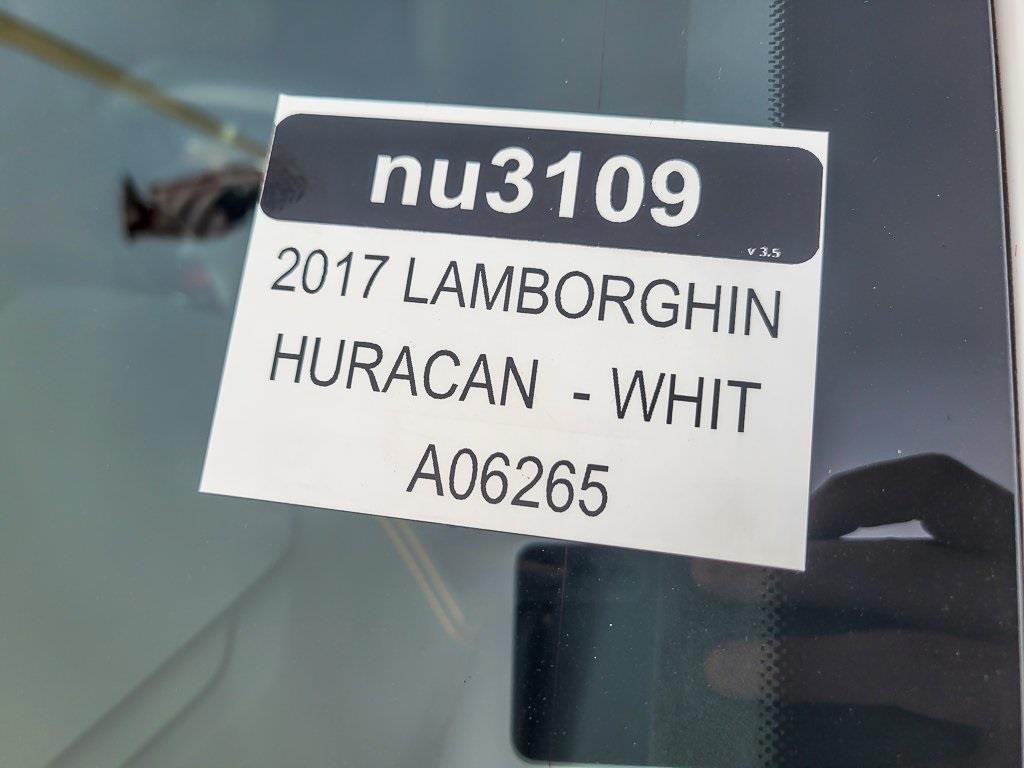 nu3109
v 3.5
2017 LAMBORGHIN
HURACAN - WHIT
A06265